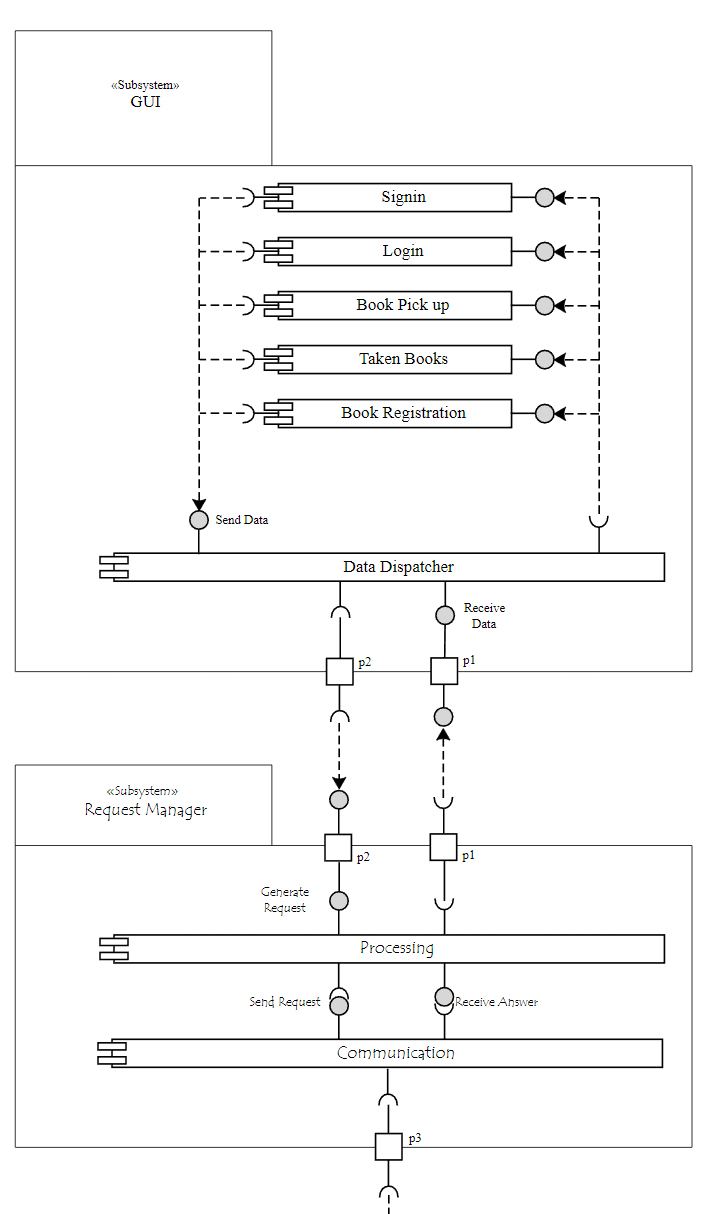 «Subsystem»
GUI
Signin
Login
Book Pick up
Taken Books
Book Registration
Send Data
Data Dispatcher
Receive
Data
p2
p1
«Subsystem»
Request Manager
p2
p1
Generate
Request
Processing
Send Request
Receive Answer
Communication
p3